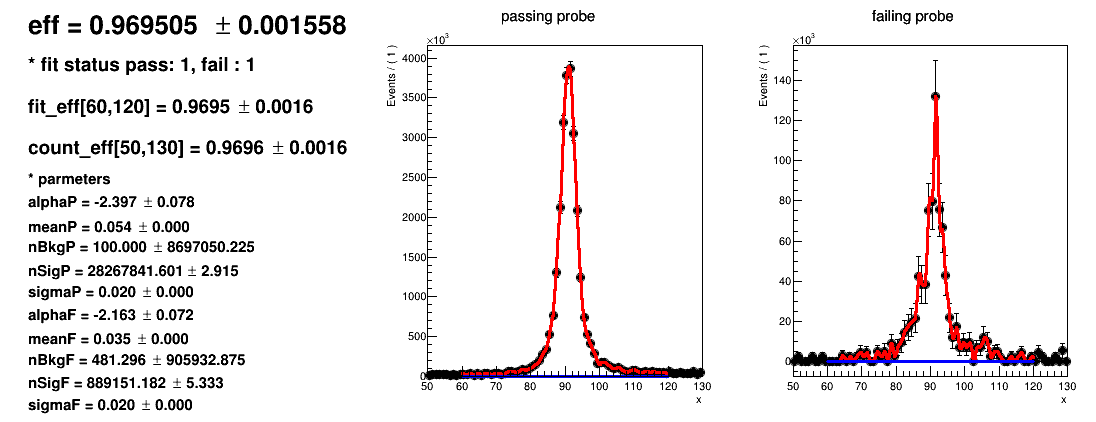 eff = 0.969505 ± 0.001558
* fit status pass: 1, fail : 1
fit_eff[60,120] = 0.9695 ± 0.0016
count_eff[50,130] = 0.9696 ± 0.0016
* parmeters
alphaP = -2.397 ± 0.078
meanP = 0.054 ± 0.000
nBkgP = 100.000 ± 8697050.225
nSigP = 28267841.601 ± 2.915
sigmaP = 0.020 ± 0.000
alphaF = -2.163 ± 0.072
meanF = 0.035 ± 0.000
nBkgF = 481.296 ± 905932.875
nSigF = 889151.182 ± 5.333
sigmaF = 0.020 ± 0.000
passing probe
×10³
Events / ( 1 )
4000
3500
3000
2500
2000
1500
1000
500
0
50 60 70 80 90 100 110 120 130
x
failing probe
×10³
Events / ( 1 )
140
120
100
80
60
40
20
0
50 60 70 80 90 100 110 120 130
x